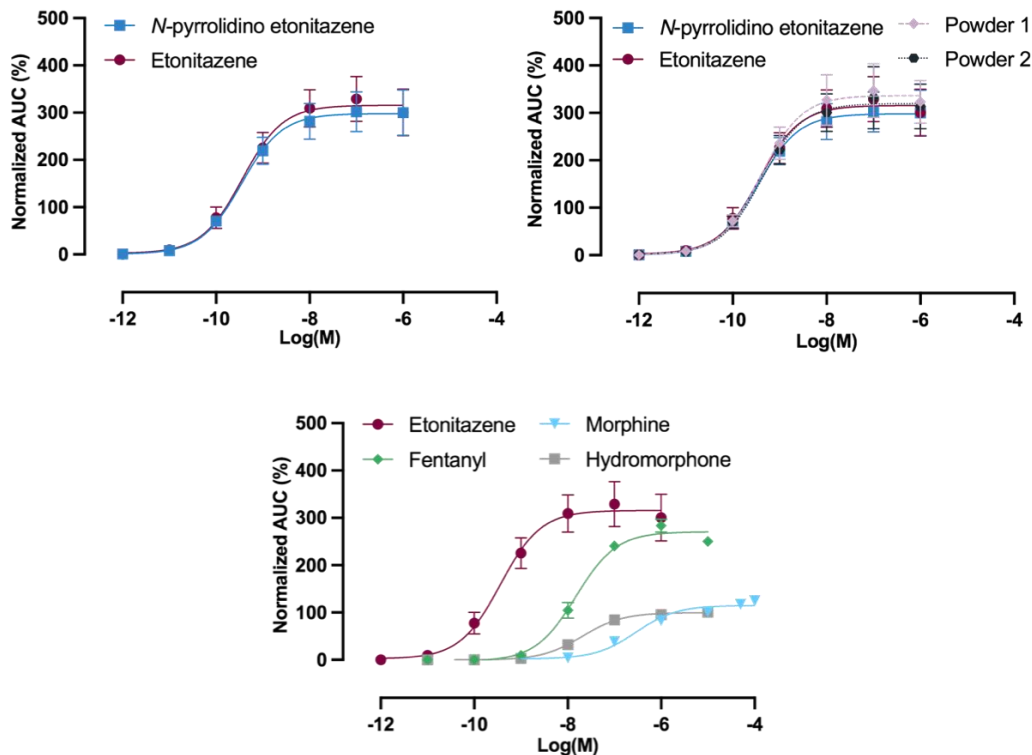 500
400
300
200
100
0
Normalized AUC (%)
N-pyrrolidino etonitazene
Etonitazene
-12 -10 -8 -6 -4
Log(M)
500
400
300
200
100
0
Normalized AUC (%)
N-pyrrolidino etonitazene Powder 1
Etonitazene Powder 2
-12 -10 -8 -6 -4
Log(M)
500
400
300
200
100
0
Normalized AUC (%)
Etonitazene Morphine
Fentanyl Hydromorphone
-12 -10 -8 -6 -4
Log(M)